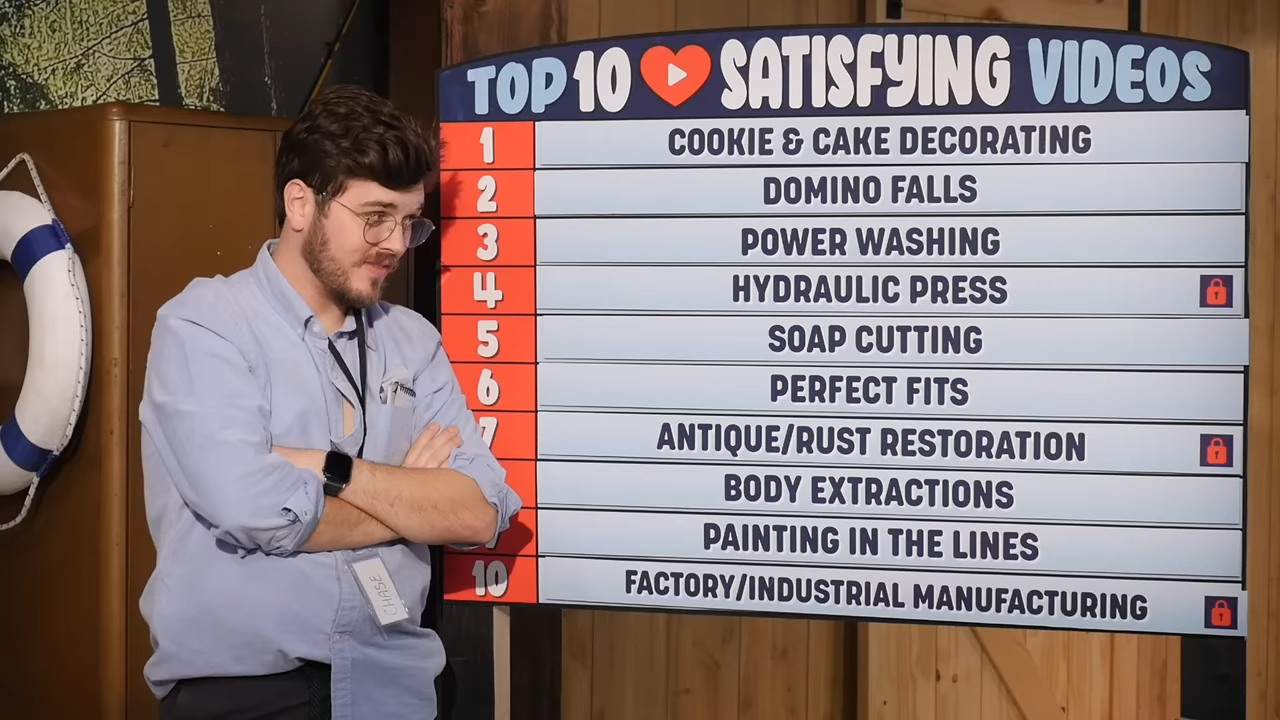 TOP 10 SATISFYING VIDEOS
1 COOKIE & CAKE DECORATING
2 DOMINO FALLS
3 POWER WASHING
4 HYDRAULIC PRESS
5 SOAP CUTTING
6 PERFECT FITS
7 ANTIQUE/RUST RESTORATION
BODY EXTRACTIONS
PAINTING IN THE LINES
10 FACTORY/INDUSTRIAL MANUFACTURING
CHASE